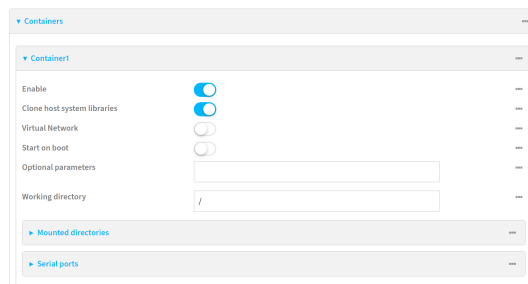 Containers
Container1
Enable
Clone host system libraries
Virtual Network
Start on boot
Optional parameters
Working directory
/
Mounted directories
Serial ports